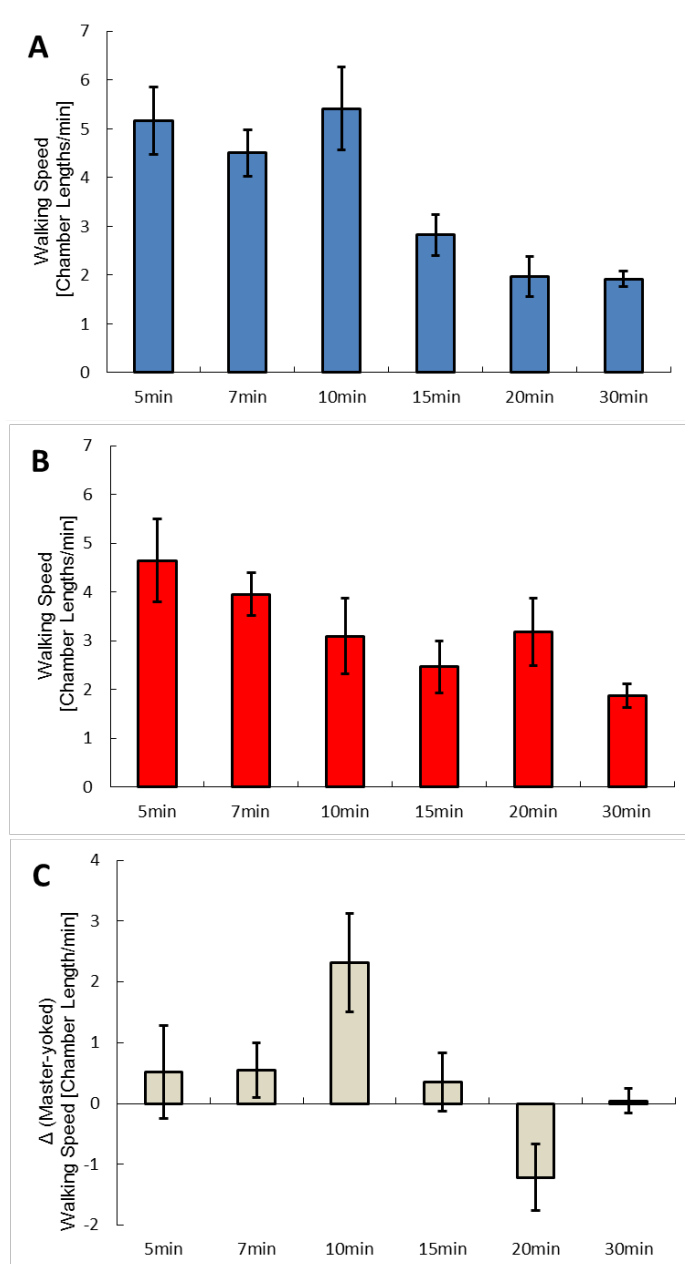 A
7
6
5
4
3
2
1
0
Walking Speed
[Chamber Lengths/min]
5min 7min 10min 15min 20min 30min
B
7
6
5
4
3
2
1
0
Walking Speed
[Chamber Lengths/min]
5min 7min 10min 15min 20min 30min
C
4
3
2
1
0
-1
-2
Δ (Master-yoked)
Walking Speed [Chamber Length/min]
5min 7min 10min 15min 20min 30min